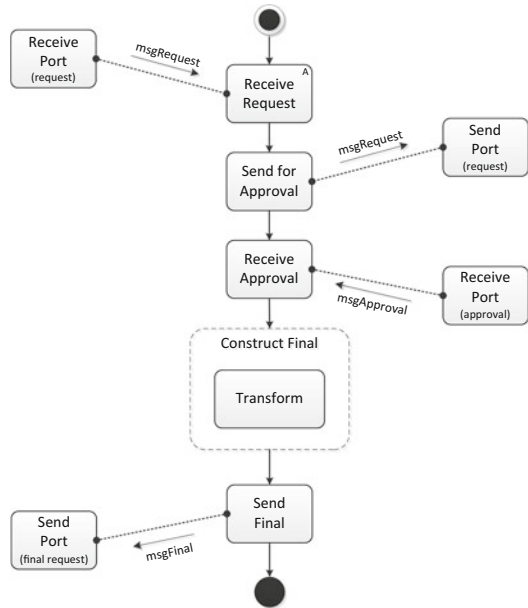 Receive
Port
(request)
msgRequest
A
Receive
Request
msgRequest
Send
Port
(request)
Send for
Approval
Receive
Approval
msgApproval
Receive
Port
(approval)
Construct Final
Transform
Send
Final
Send
Port
(final request)
msgFinal